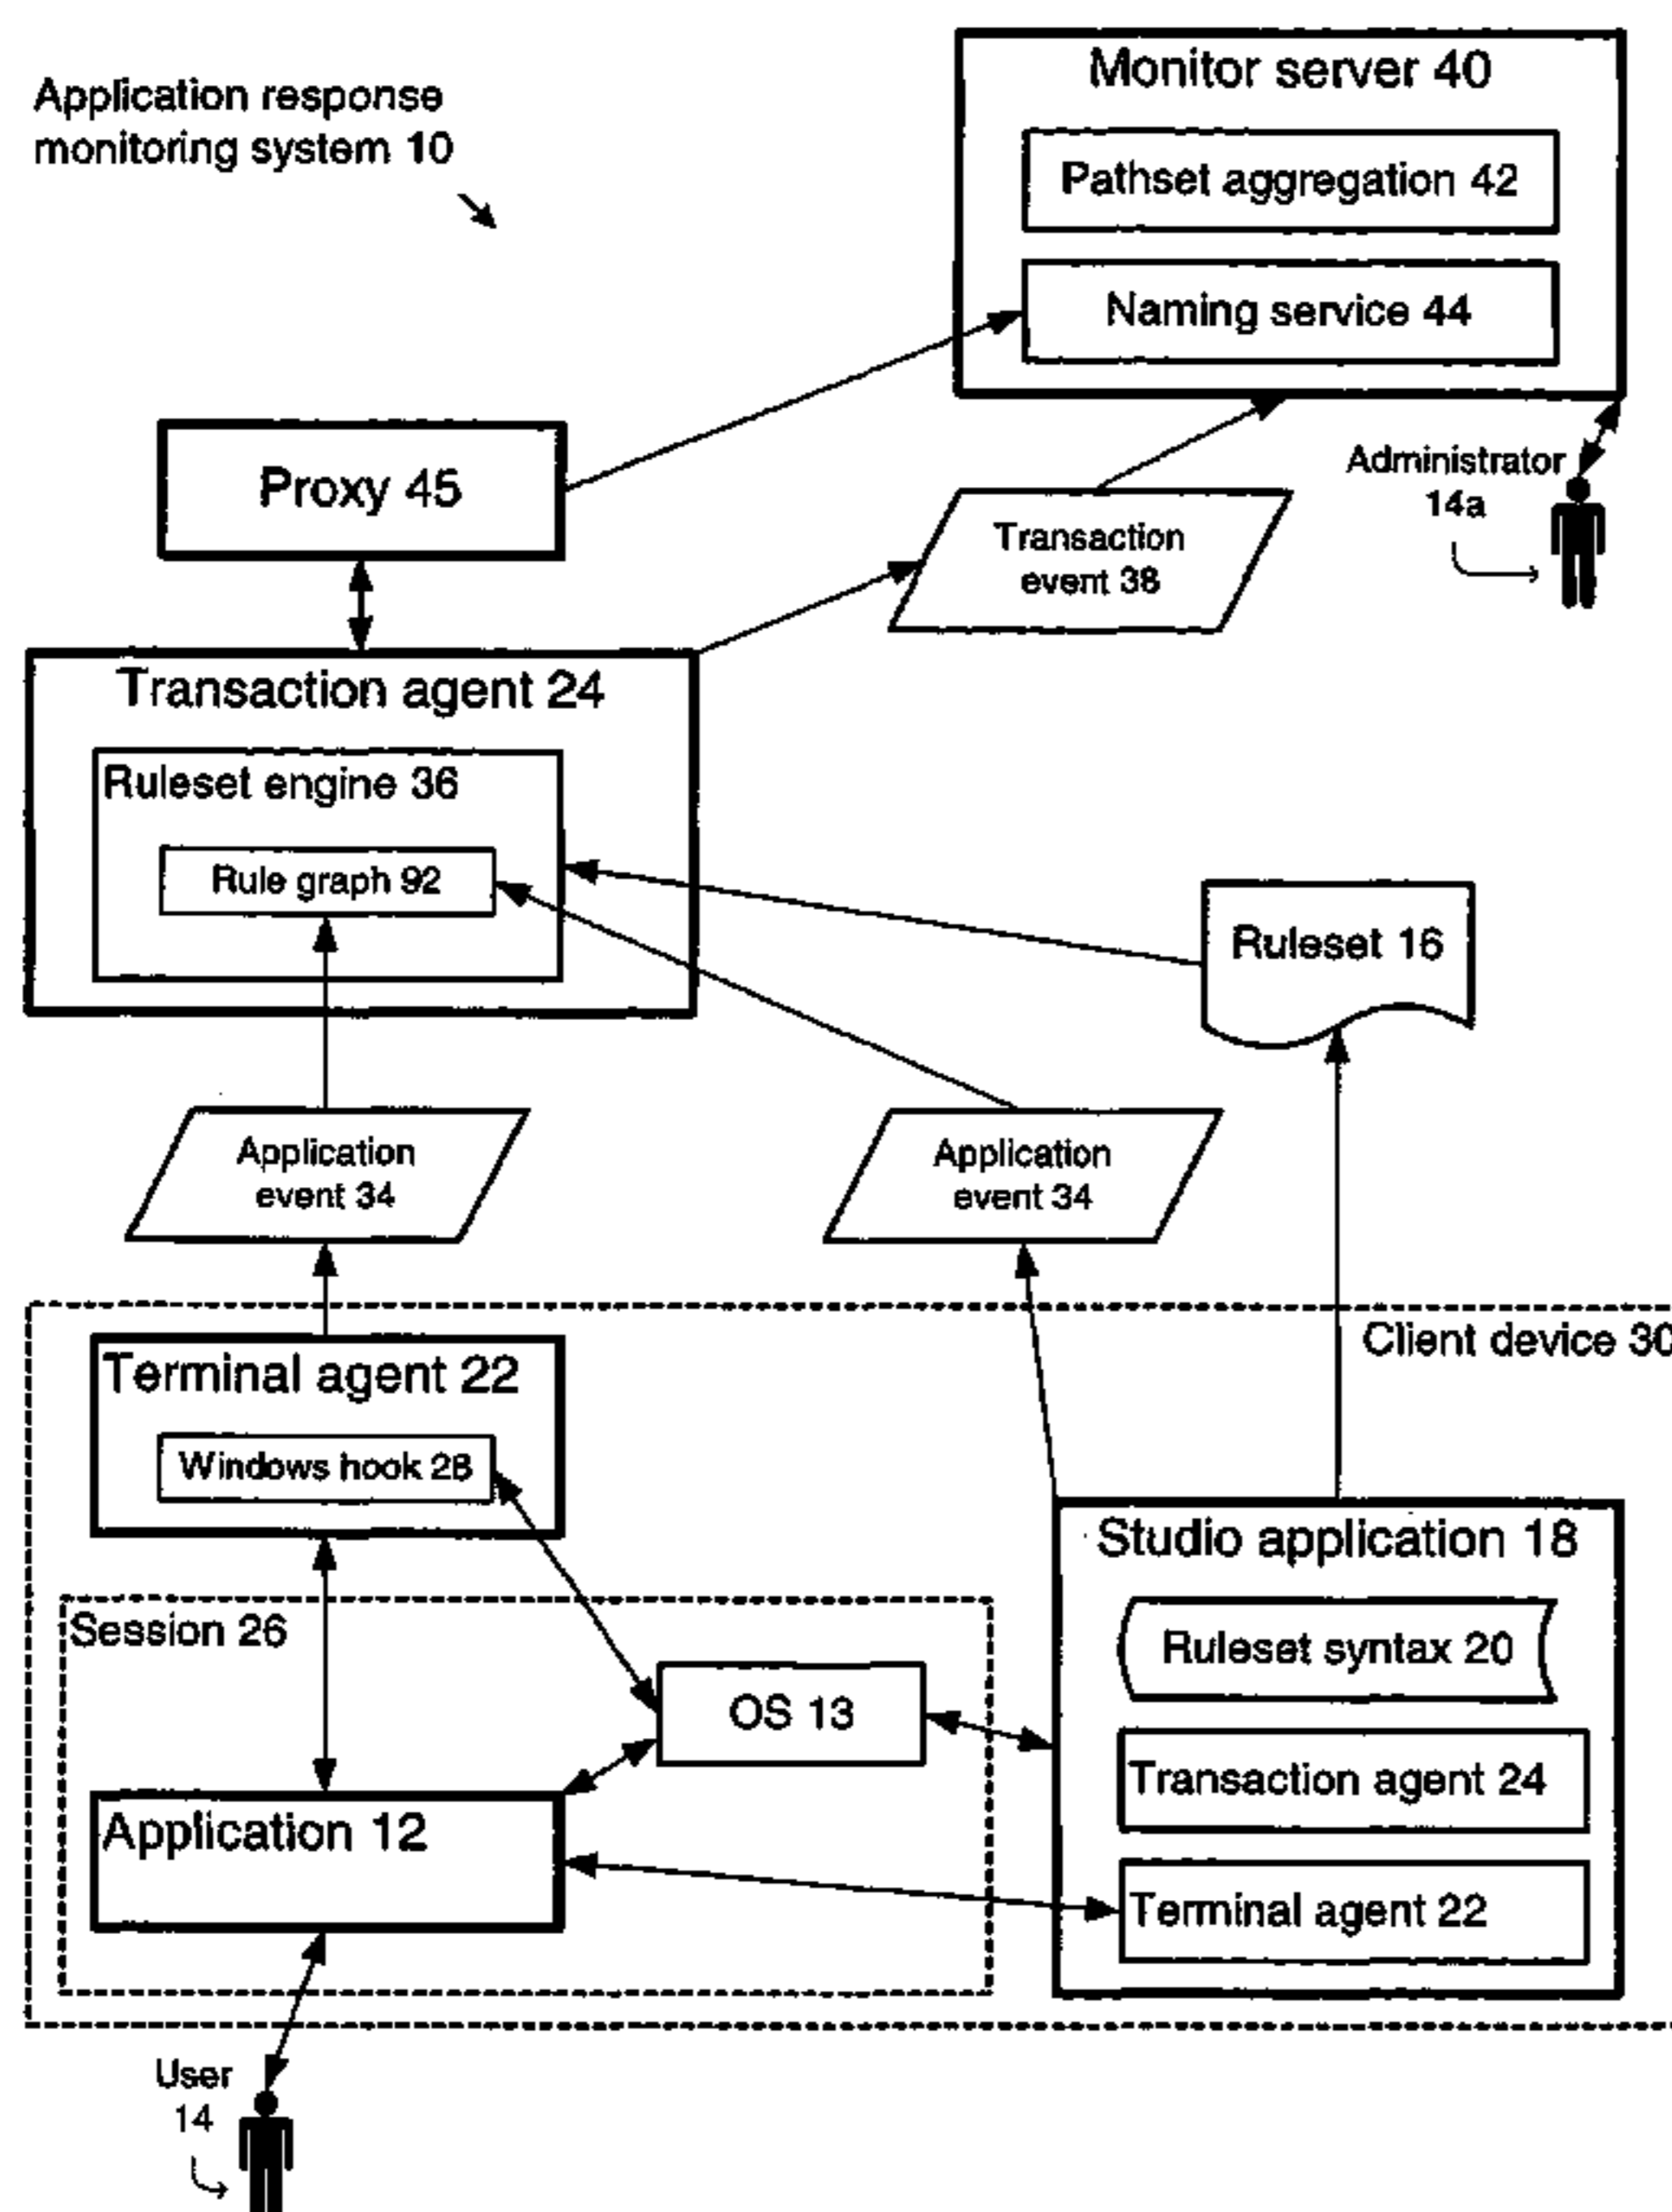 Application response
monitoring system 10
Monitor server 40
Pathset aggregation 42
Naming service 44
Proxy 45
Administrator
14a
Transaction
event 38
Transaction agent 24
Ruleset engine 36
Rule graph 92
Ruleset 16
Application
event 34
Application
event 34
Client device 30
Terminal agent 22
Windows hook 28
Studio application 18
Ruleset syntax 20
Transaction agent 24
Terminal agent 22
Session 26
OS 13
Application 12
User
14